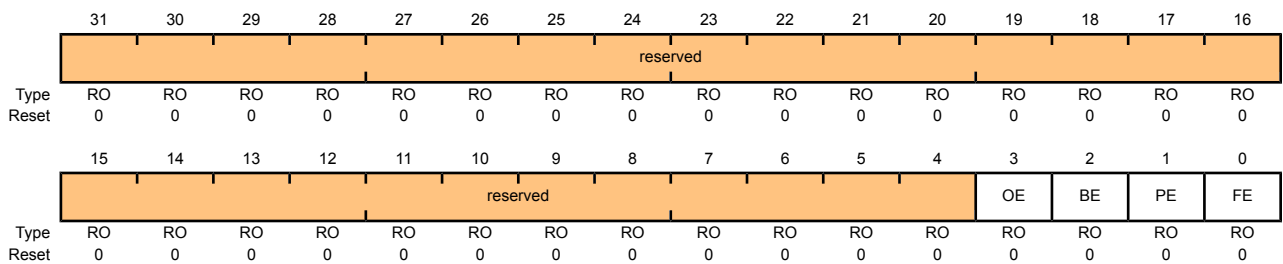 31 30 29 28 27 26 25 24 23 22 21 20 19 18 17 16
reserved
Type RO RO RO RO RO RO RO RO RO RO RO RO RO RO RO RO
Reset 0 0 0 0 0 0 0 0 0 0 0 0 0 0 0 0
15 14 13 12 11 10 9 8 7 6 5 4 3 2 1 0
reserved OE BE PE FE
Type RO RO RO RO RO RO RO RO RO RO RO RO RO RO RO RO
Reset 0 0 0 0 0 0 0 0 0 0 0 0 0 0 0 0